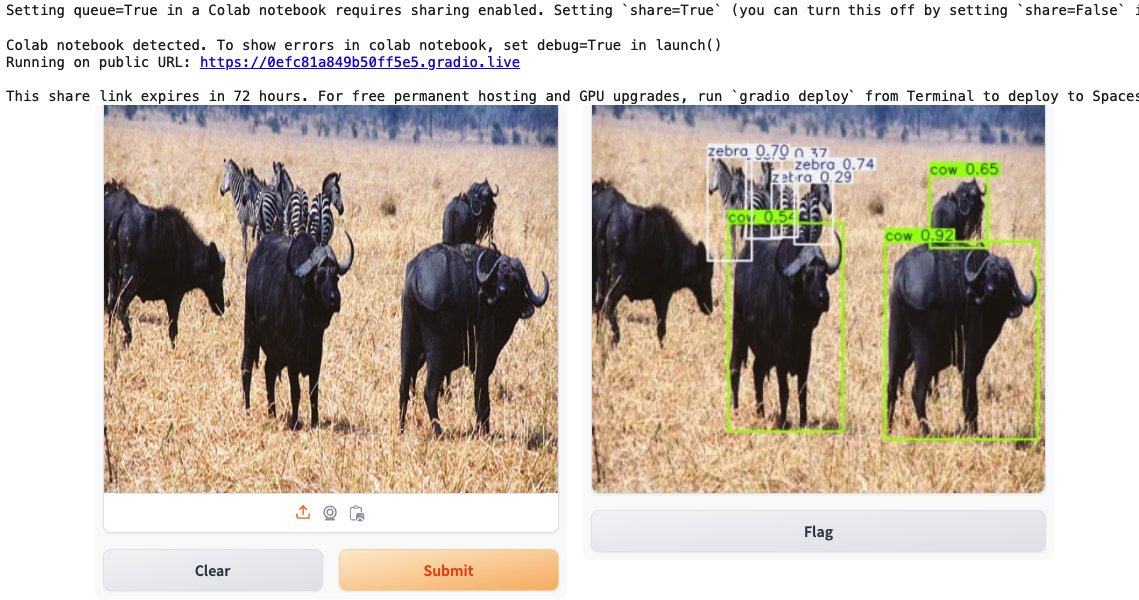 Setting queue=True in a Colab notebook requires sharing enabled. Setting `share=True` (you can turn this off by setting `share=False`
Colab notebook detected. To show errors in colab notebook, set debug=True in launch()
Running on public URL: https://0efc81a849b50ff5e5.gradio.live
This share link expires in 72 hours. For free permanent hosting and GPU upgrades, run `gradio deploy` from Terminal to deploy to Spaces
zebra 0.70
0.37
zebra 0.74
zebra 0.29
cow 0.65
cow 0.54
cow 0.92
Flag
Clear
Submit